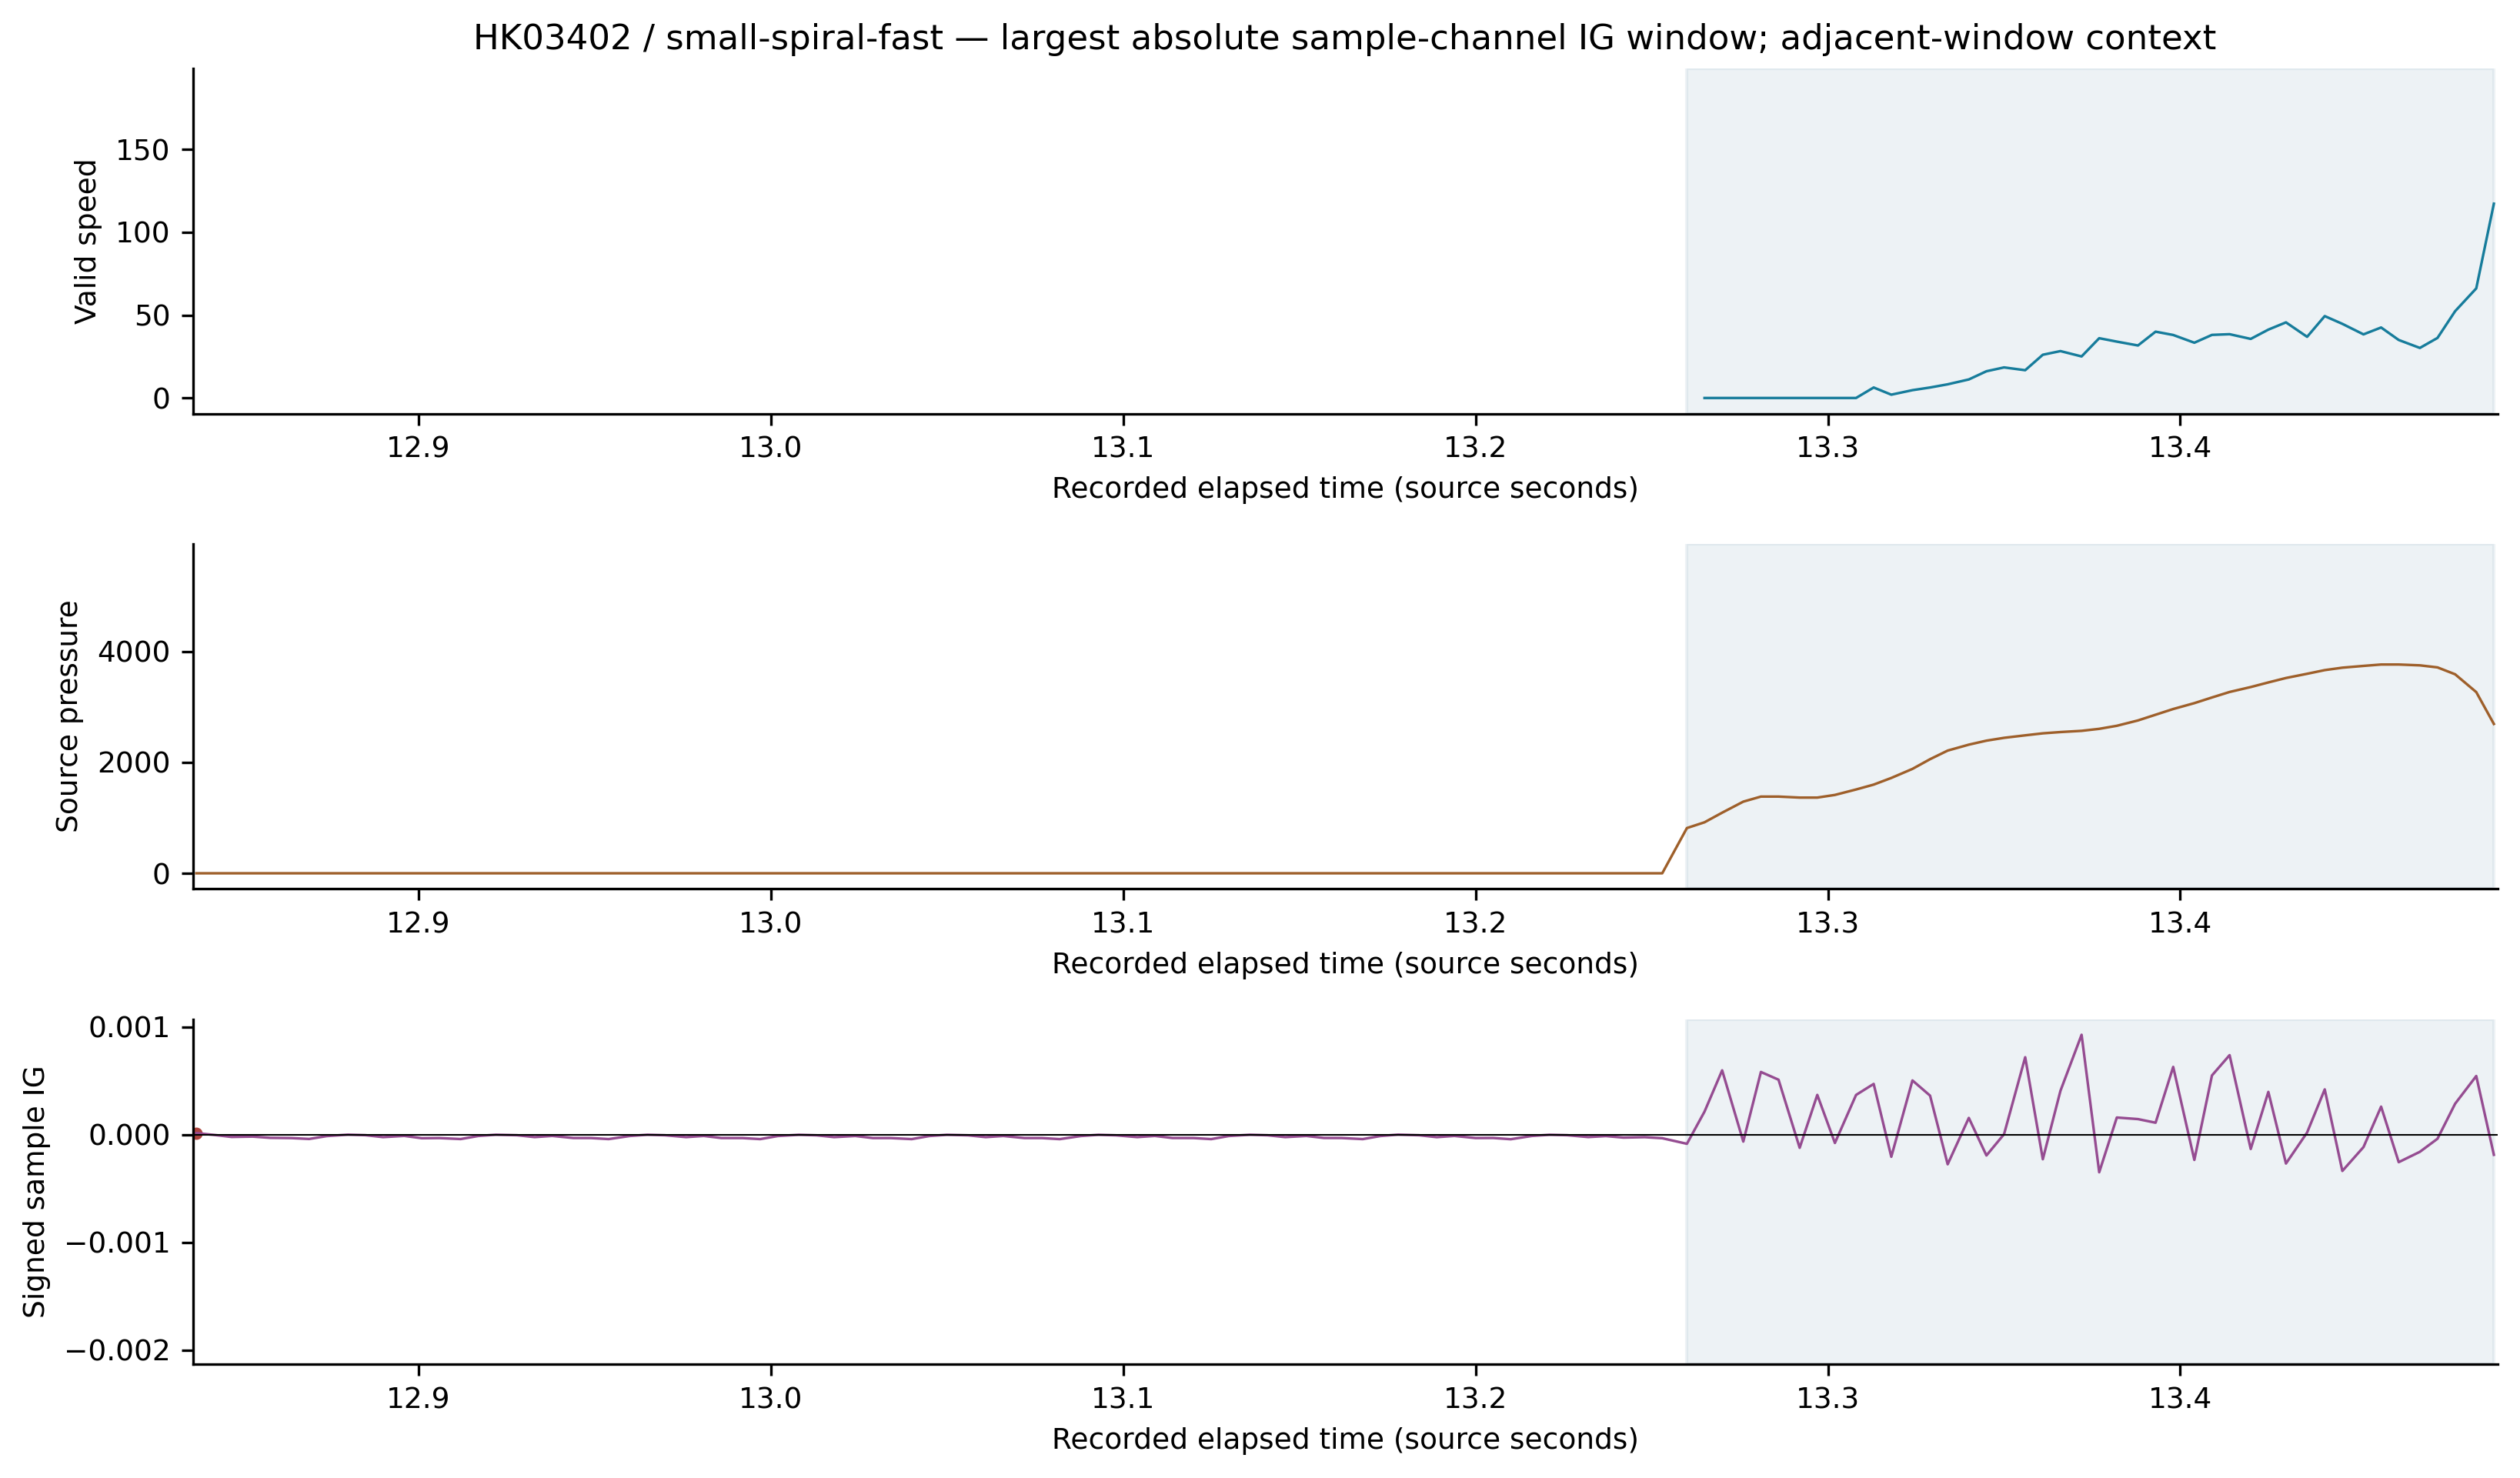 HK03402 / small-spiral-fast — largest absolute sample-channel IG window; adjacent-window context
Valid speed
150
100
50
0
12.9 13.0 13.1 13.2 13.3 13.4
Recorded elapsed time (source seconds)
Source pressure
4000
2000
0
12.9 13.0 13.1 13.2 13.3 13.4
Recorded elapsed time (source seconds)
Signed sample IG
0.001
0.000
−0.001
−0.002
12.9 13.0 13.1 13.2 13.3 13.4
Recorded elapsed time (source seconds)